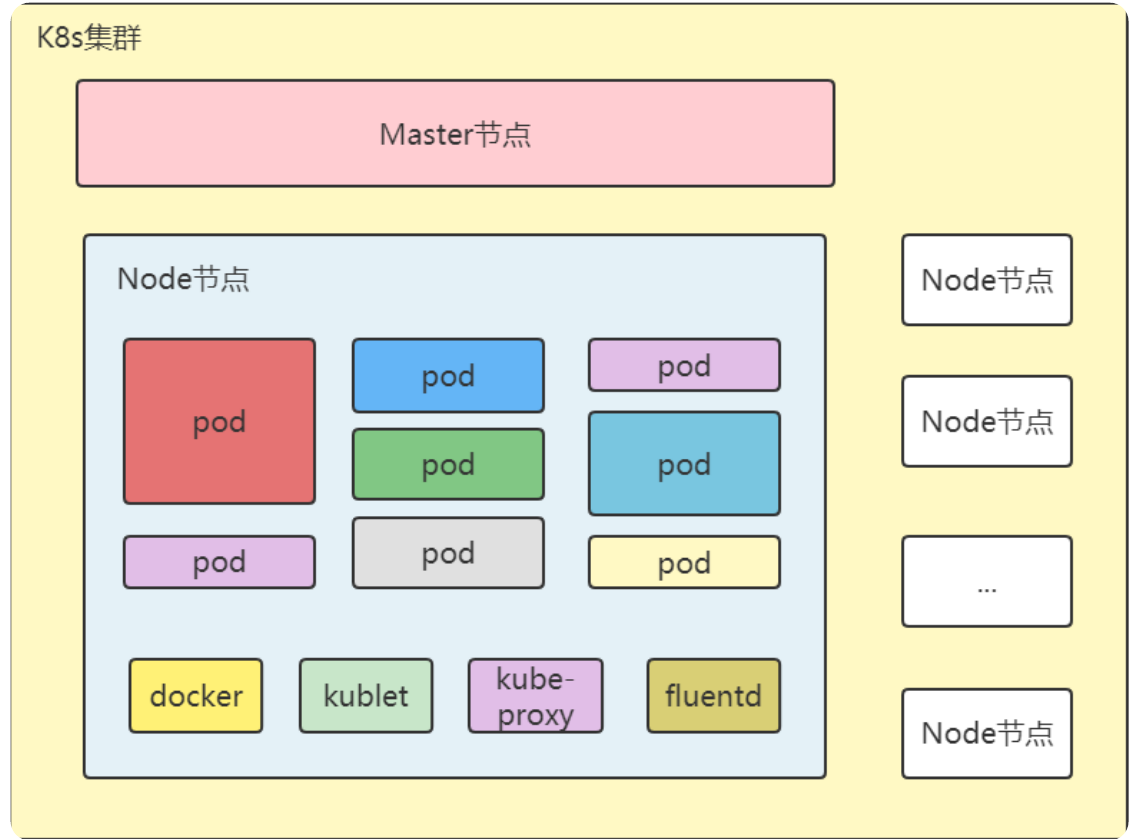 K8s集群
Master节点
Node节点
pod
pod
pod
pod
pod
pod
pod
pod
docker
kublet
kube-
proxy
fluentd
Node节点
Node节点
...
Node节点